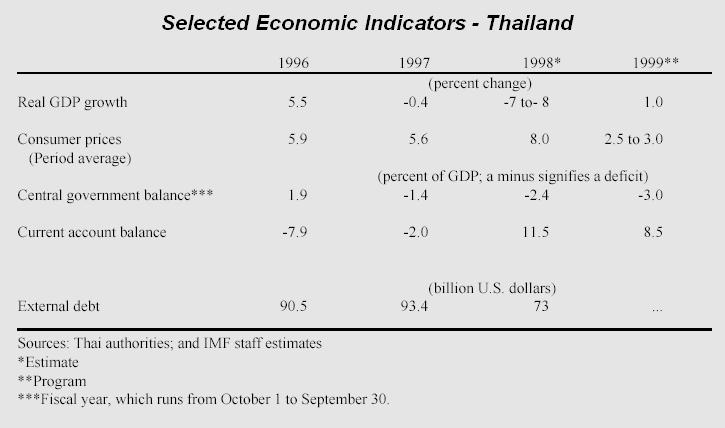 Selected Economic Indicators - Thailand
1996 1997 1998* 1999**
(percent change)
Real GDP growth 5.5 -0.4 -7 to- 8 1.0
Consumer prices 5.9 5.6 8.0 2.5 to 3.0
(Period average)
(percent of GDP; a minus signifies a deficit)
Central government balance*** 1.9 -1.4 -2.4 -3.0
Current account balance -7.9 -2.0 11.5 8.5
(billion U.S. dollars)
External debt 90.5 93.4 73 ...
Sources: Thai authorities; and IMF staff estimates
*Estimate
**Program
***Fiscal year, which runs from October 1 to September 30.